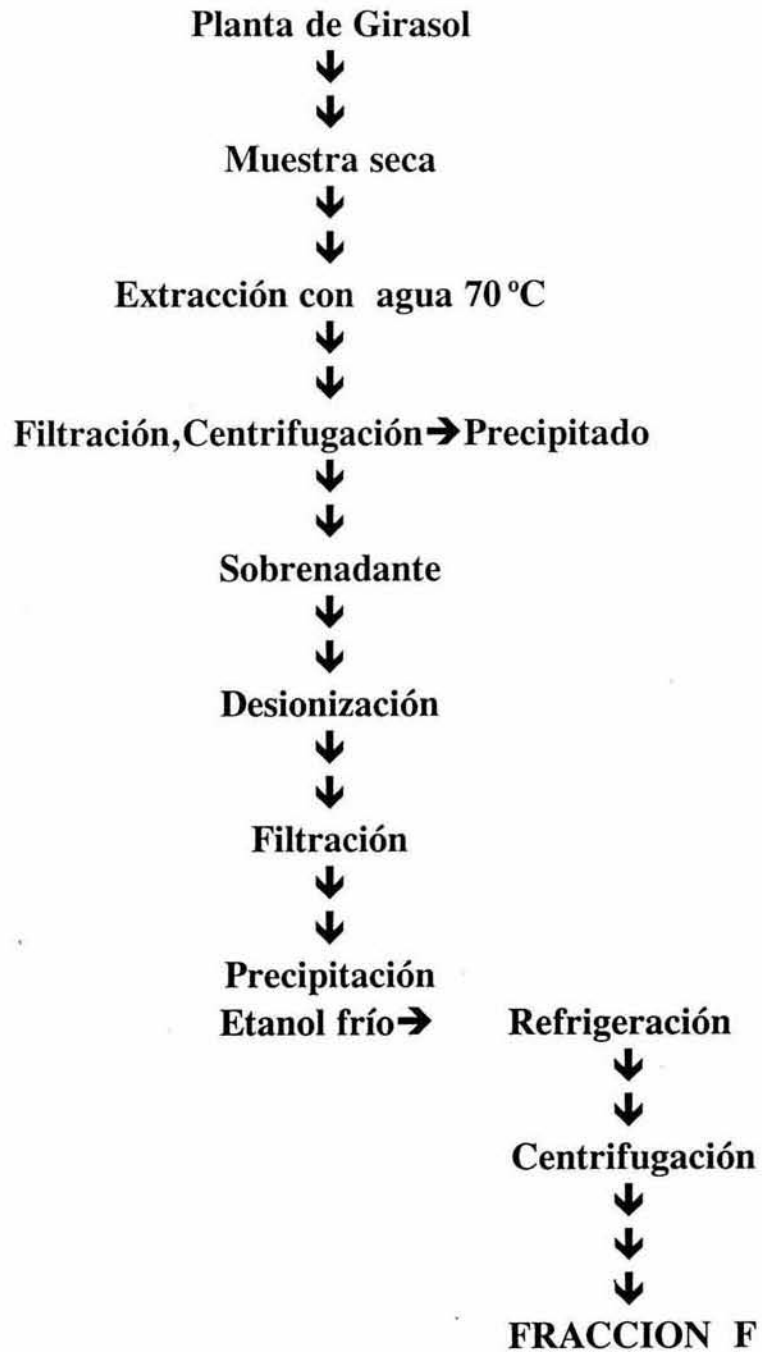 Planta de Girasol
↓
↓
Muestra seca
↓
↓
Extracción con agua 70 ºC
↓
↓
Filtración,Centrifugación➔Precipitado
↓
↓
Sobrenadante
↓
↓
Desionización
↓
↓
Filtración
↓
↓
Precipitación
Etanol frío➔ Refrigeración
↓
↓
Centrifugación
↓
↓
↓
FRACCION F